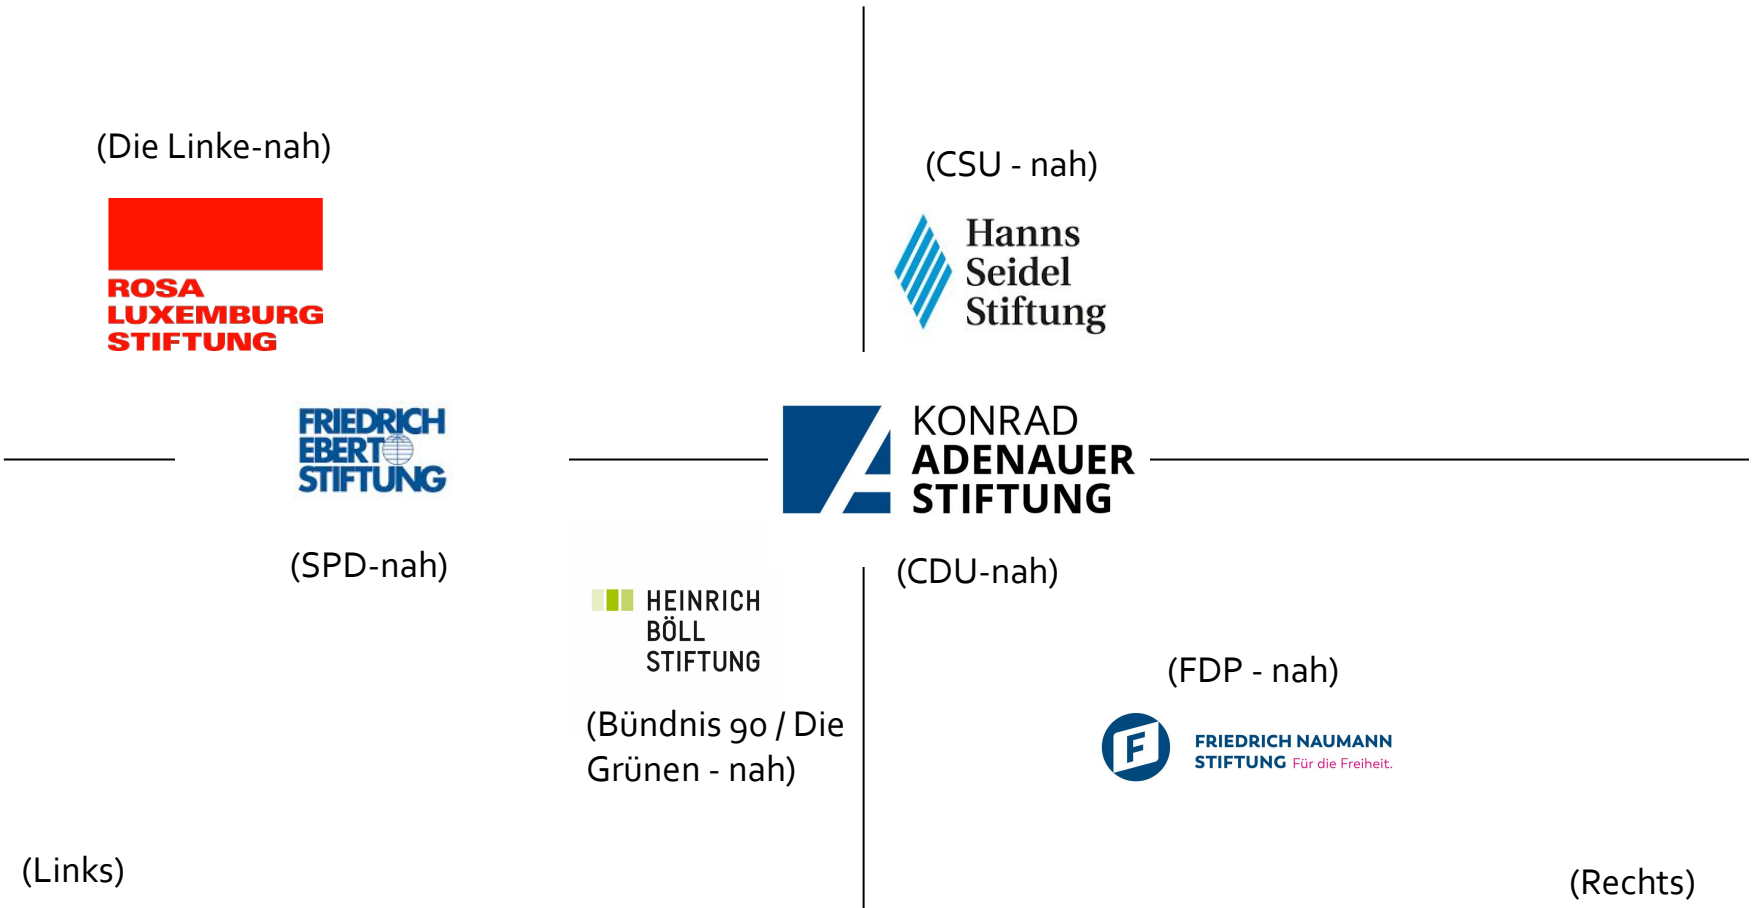 (Die Linke-nah)
ROSA
LUXEMBURG
STIFTUNG
(CSU - nah)
Hanns
Seidel
Stiftung
FRIEDRICH
EBERT
STIFTUNG
(SPD-nah)
KONRAD
ADENAUER
STIFTUNG
(CDU-nah)
HEINRICH
BÖLL
STIFTUNG
(Bündnis 90 / Die
Grünen - nah)
(FDP - nah)
F
FRIEDRICH NAUMANN
STIFTUNG Für die Freiheit.
(Links)
(Rechts)